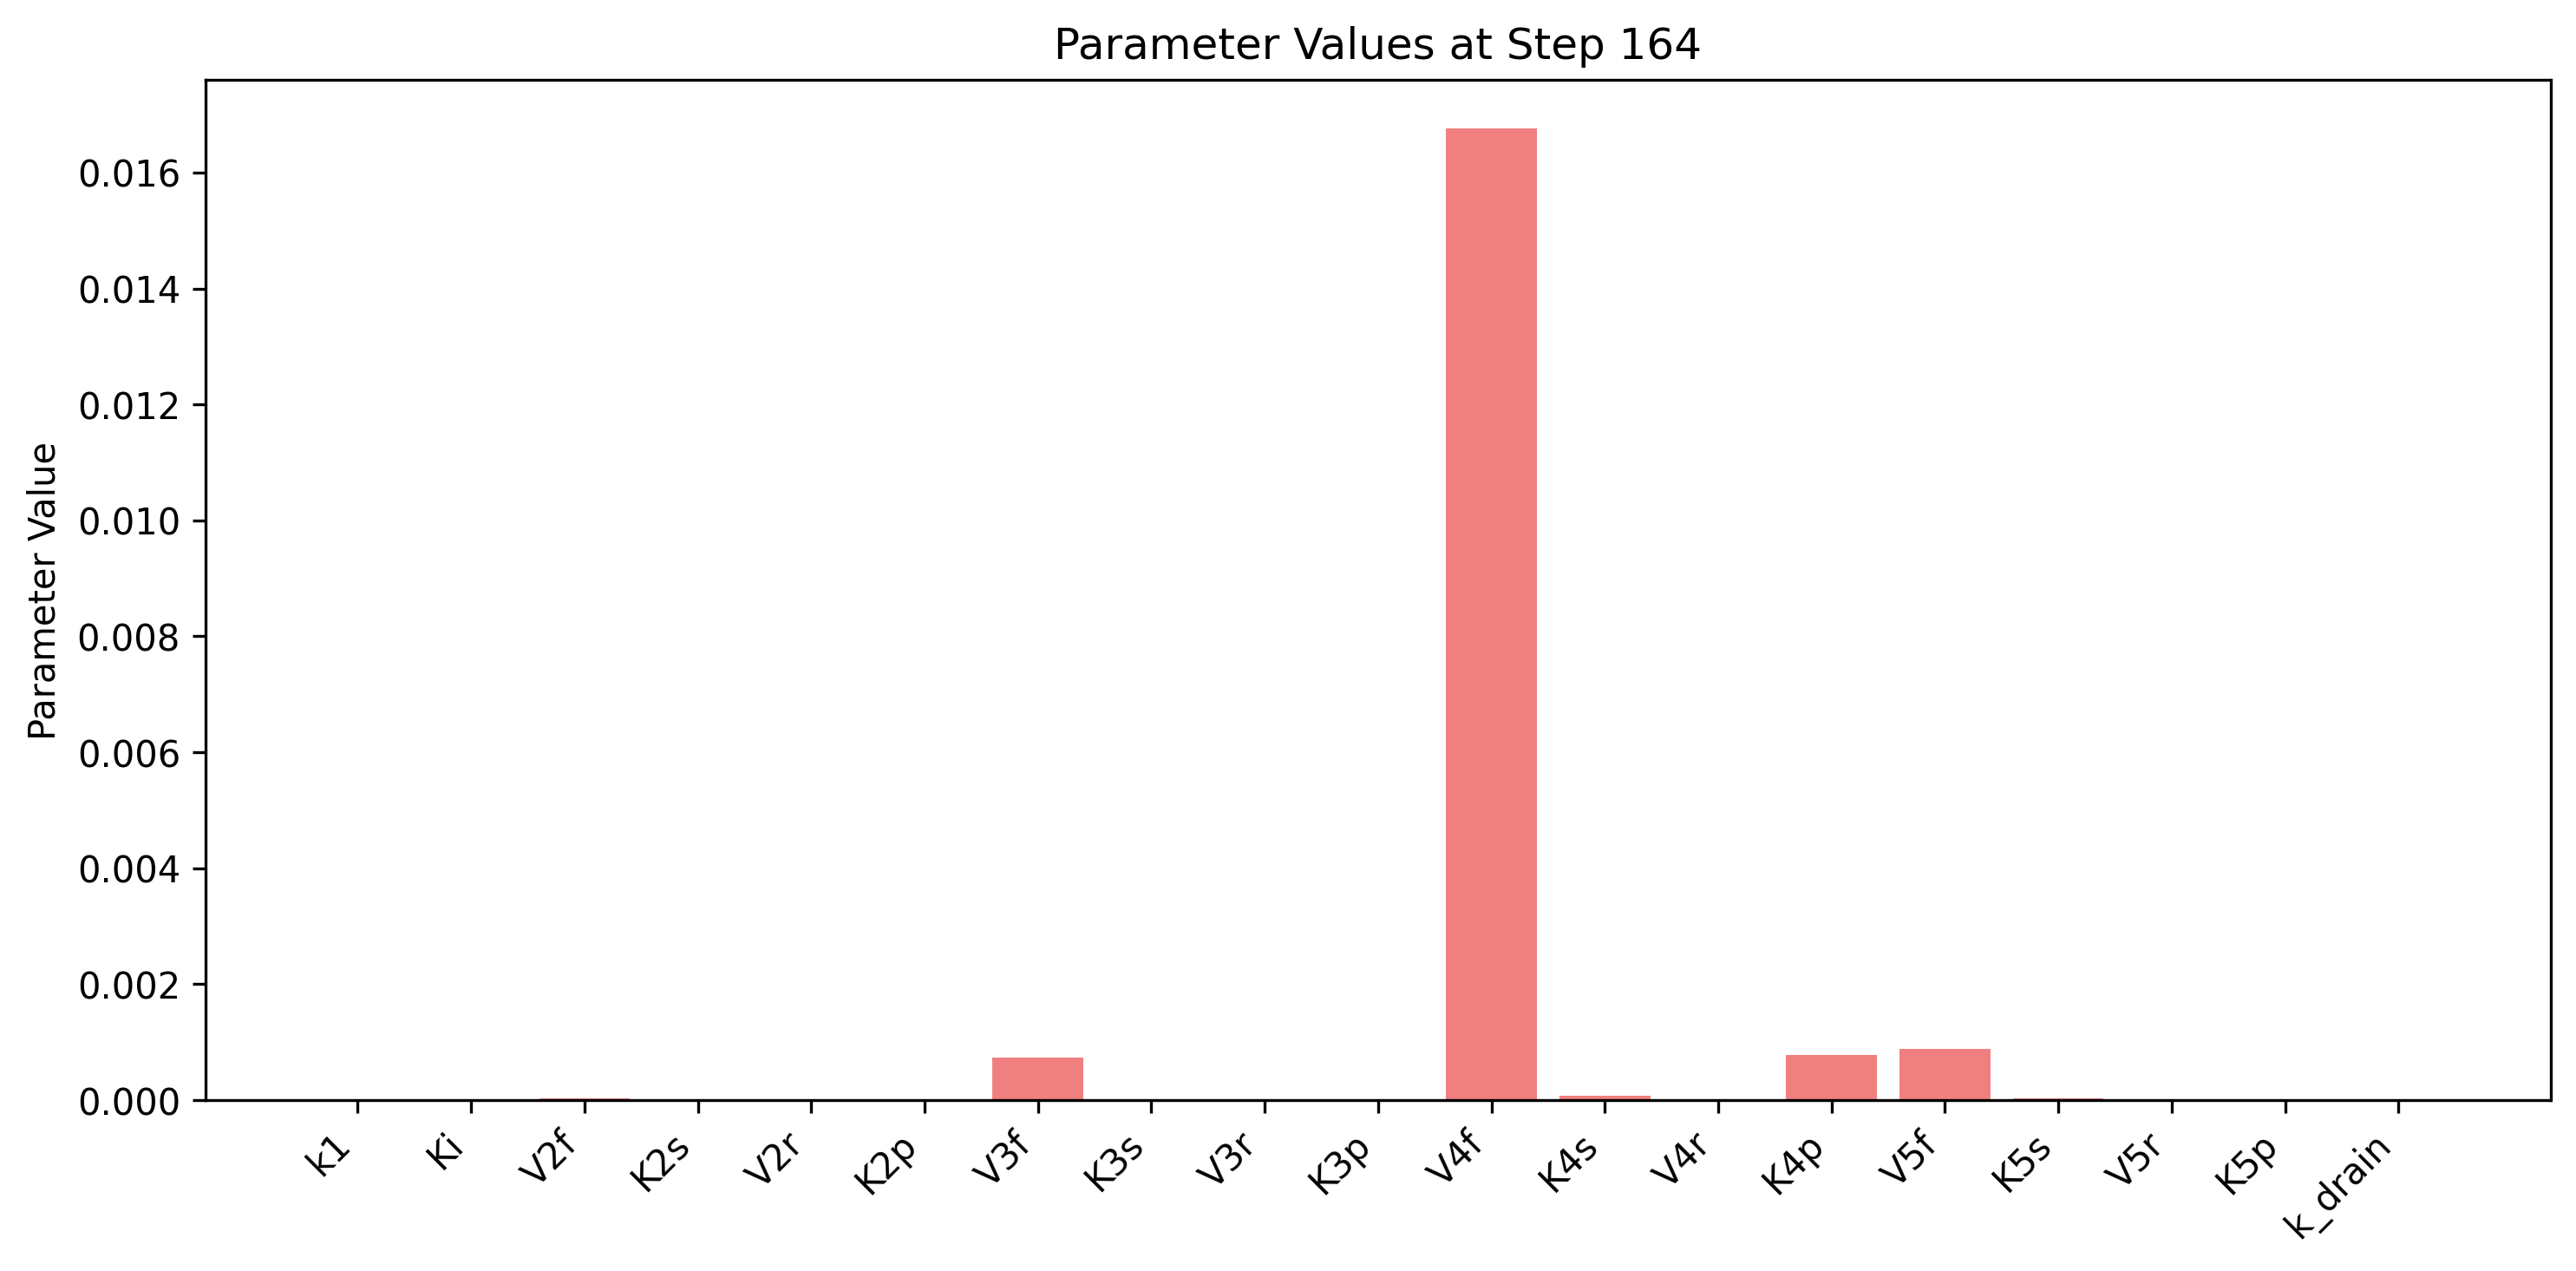 Parameter Values at Step 164
Parameter Value
0.016
0.014
0.012
0.010
0.008
0.006
0.004
0.002
0.000
k1
Ki
V2f
K2s
V2r
K2p
V3f
K3s
V3r
K3p
V4f
K4s
V4r
K4p
V5f
K5s
V5r
K5p
k_drain